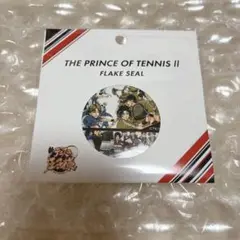 THE PRINCE OF TENNIS II
FLAKE SEAL